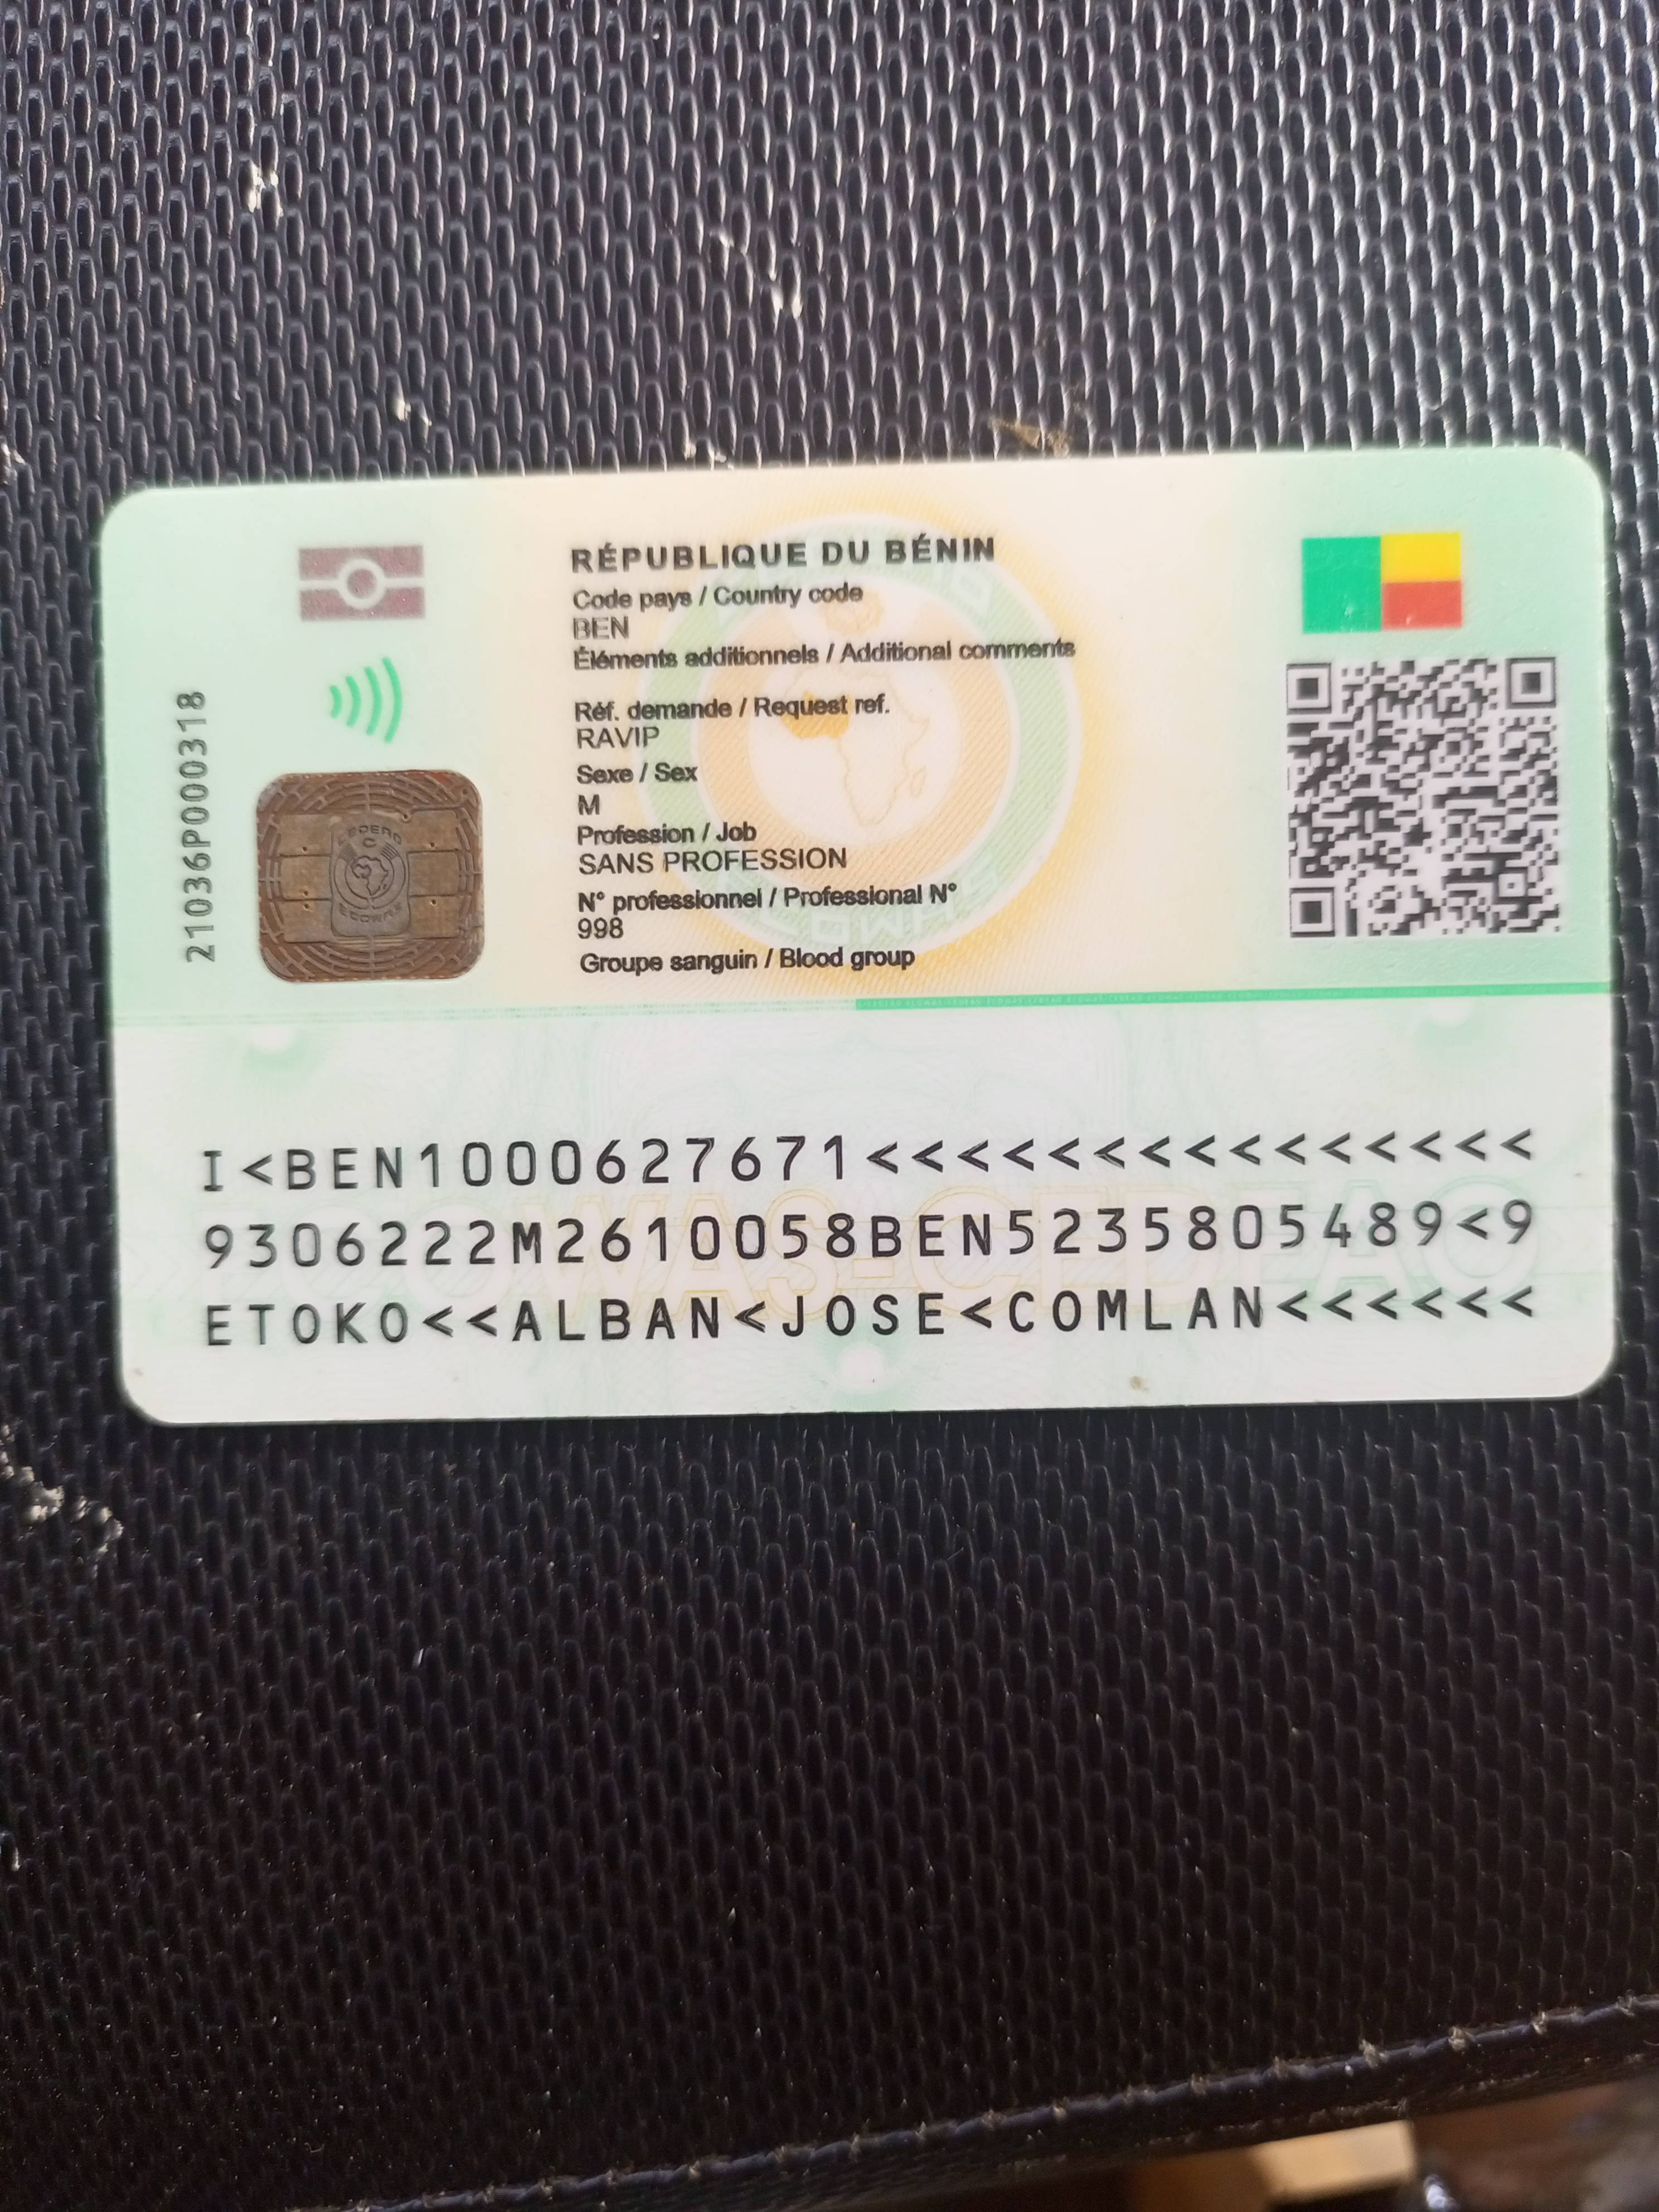 RÉPUBLIQUE DU BÉNIN
Code pays / Country code
BEN
Éléments additionnels / Additional comments
Réf. demande / Request ref.
RAVIP
Sexe / Sex
M
Profession / Job
SANS PROFESSION
N° professionnel / Professional N°
998
Groupe sanguin / Blood group
21036P000318
I<BEN1000627671<<<<<<<<<<<<<<<
9306222M2610058BEN5235805489<9
ETOKO<<ALBAN<JOSE<COMLAN<<<<<<